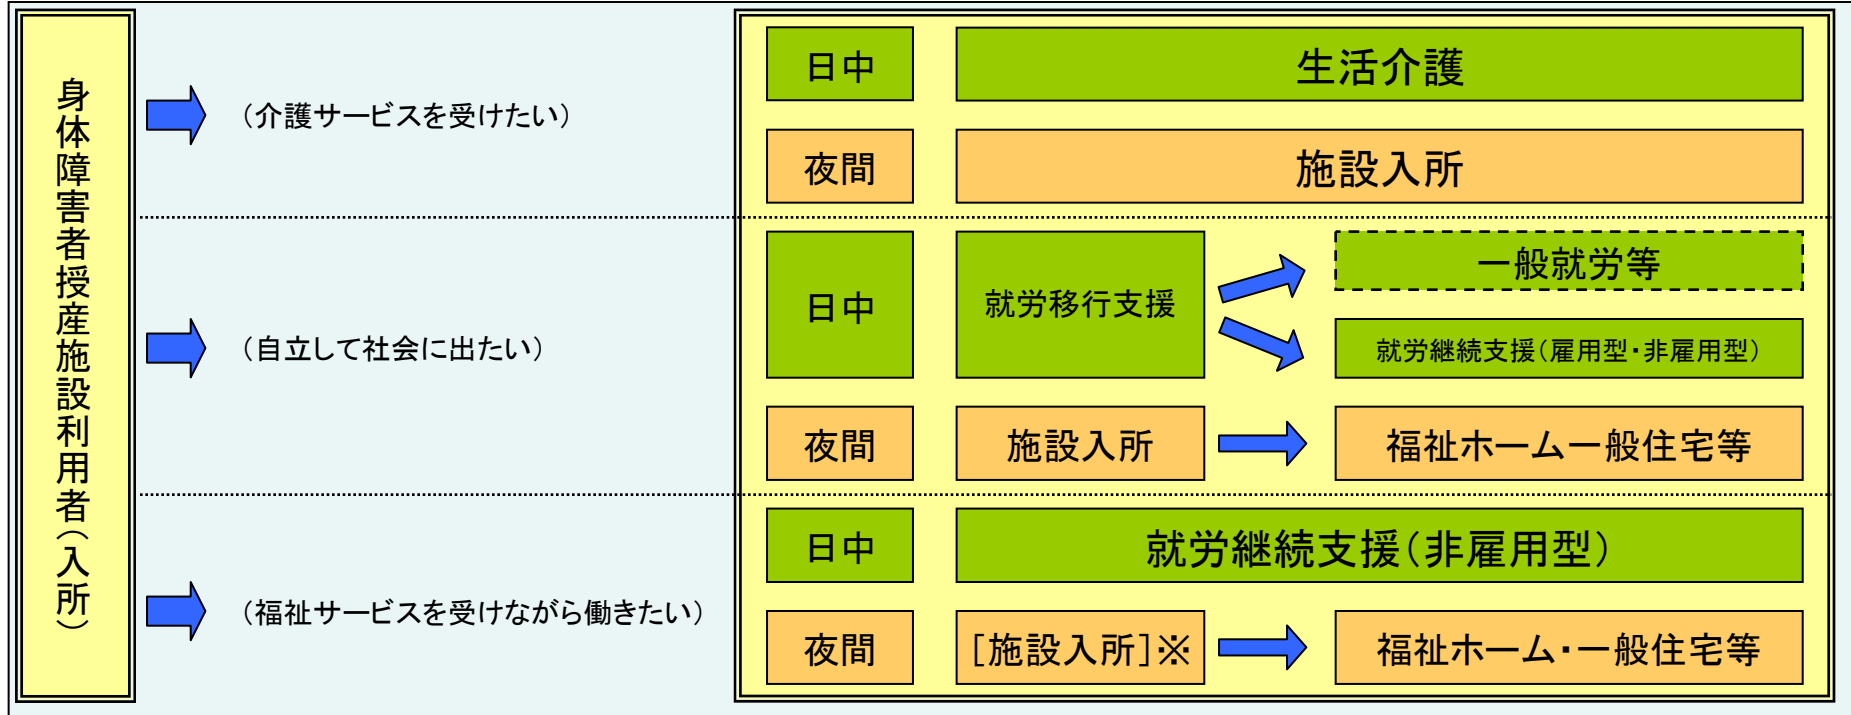 身体障害者授産施設利用者(入所)
(介護サービスを受けたい)
日中
生活介護
夜間
施設入所
(自立して社会に出たい)
日中
就労移行支援
一般就労等
就労継続支援(雇用型・非雇用型)
夜間
施設入所
福祉ホーム一般住宅等
(福祉サービスを受けながら働きたい)
日中
就労継続支援(非雇用型)
夜間
[施設入所]※
福祉ホーム・一般住宅等